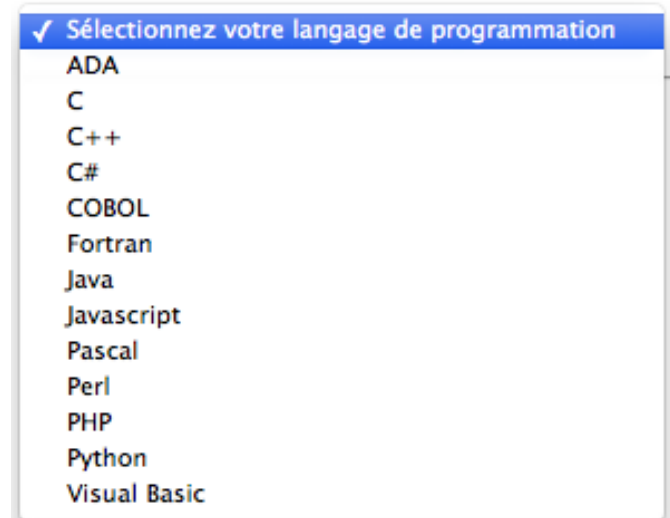 ✓ Sélectionnez votre langage de programmation
ADA
C
C++
C#
COBOL
Fortran
Java
Javascript
Pascal
Perl
PHP
Python
Visual Basic